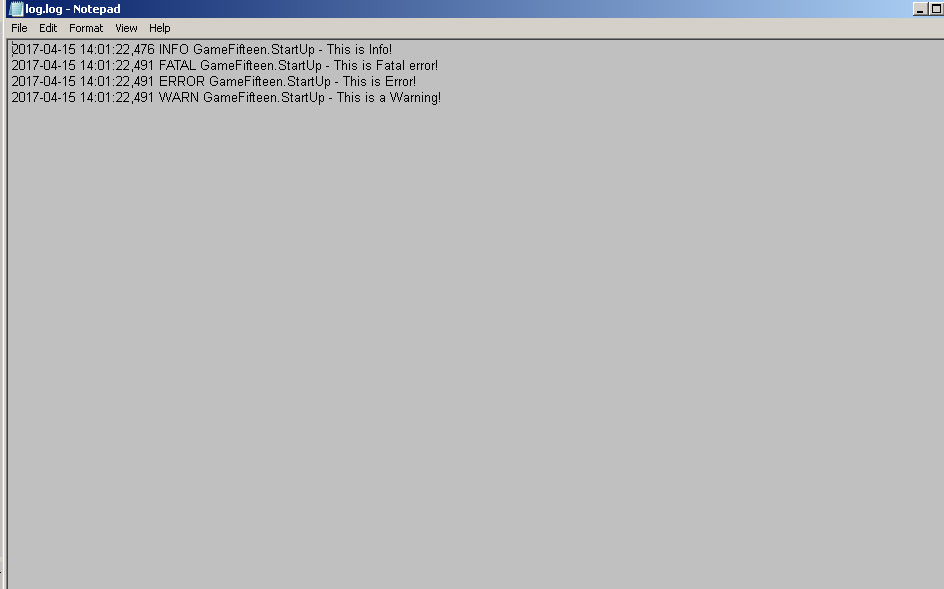 log.log - Notepad
File Edit Format View Help
2017-04-15 14:01:22,476 INFO GameFifteen.StartUp - This is Info!
2017-04-15 14:01:22,491 FATAL GameFifteen.StartUp - This is Fatal error!
2017-04-15 14:01:22,491 ERROR GameFifteen.StartUp - This is Error!
2017-04-15 14:01:22,491 WARN GameFifteen.StartUp - This is a Warning!